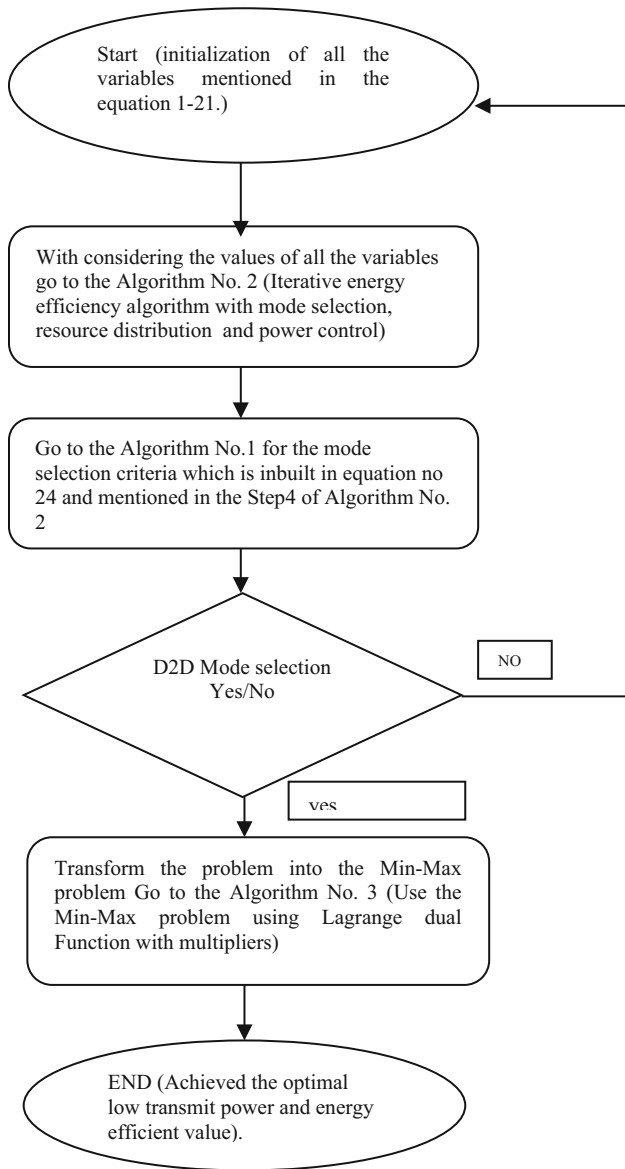 Start (initialization of all the
variables mentioned in the
equation 1-21.)
With considering the values of all the variables
go to the Algorithm No. 2 (Iterative energy
efficiency algorithm with mode selection,
resource distribution and power control)
Go to the Algorithm No.1 for the mode
selection criteria which is inbuilt in equation no
24 and mentioned in the Step4 of Algorithm No.
2
D2D Mode selection
Yes/No
NO
yes
Transform the problem into the Min-Max
problem Go to the Algorithm No. 3 (Use the
Min-Max problem using Lagrange dual
Function with multipliers)
END (Achieved the optimal
low transmit power and energy
efficient value).